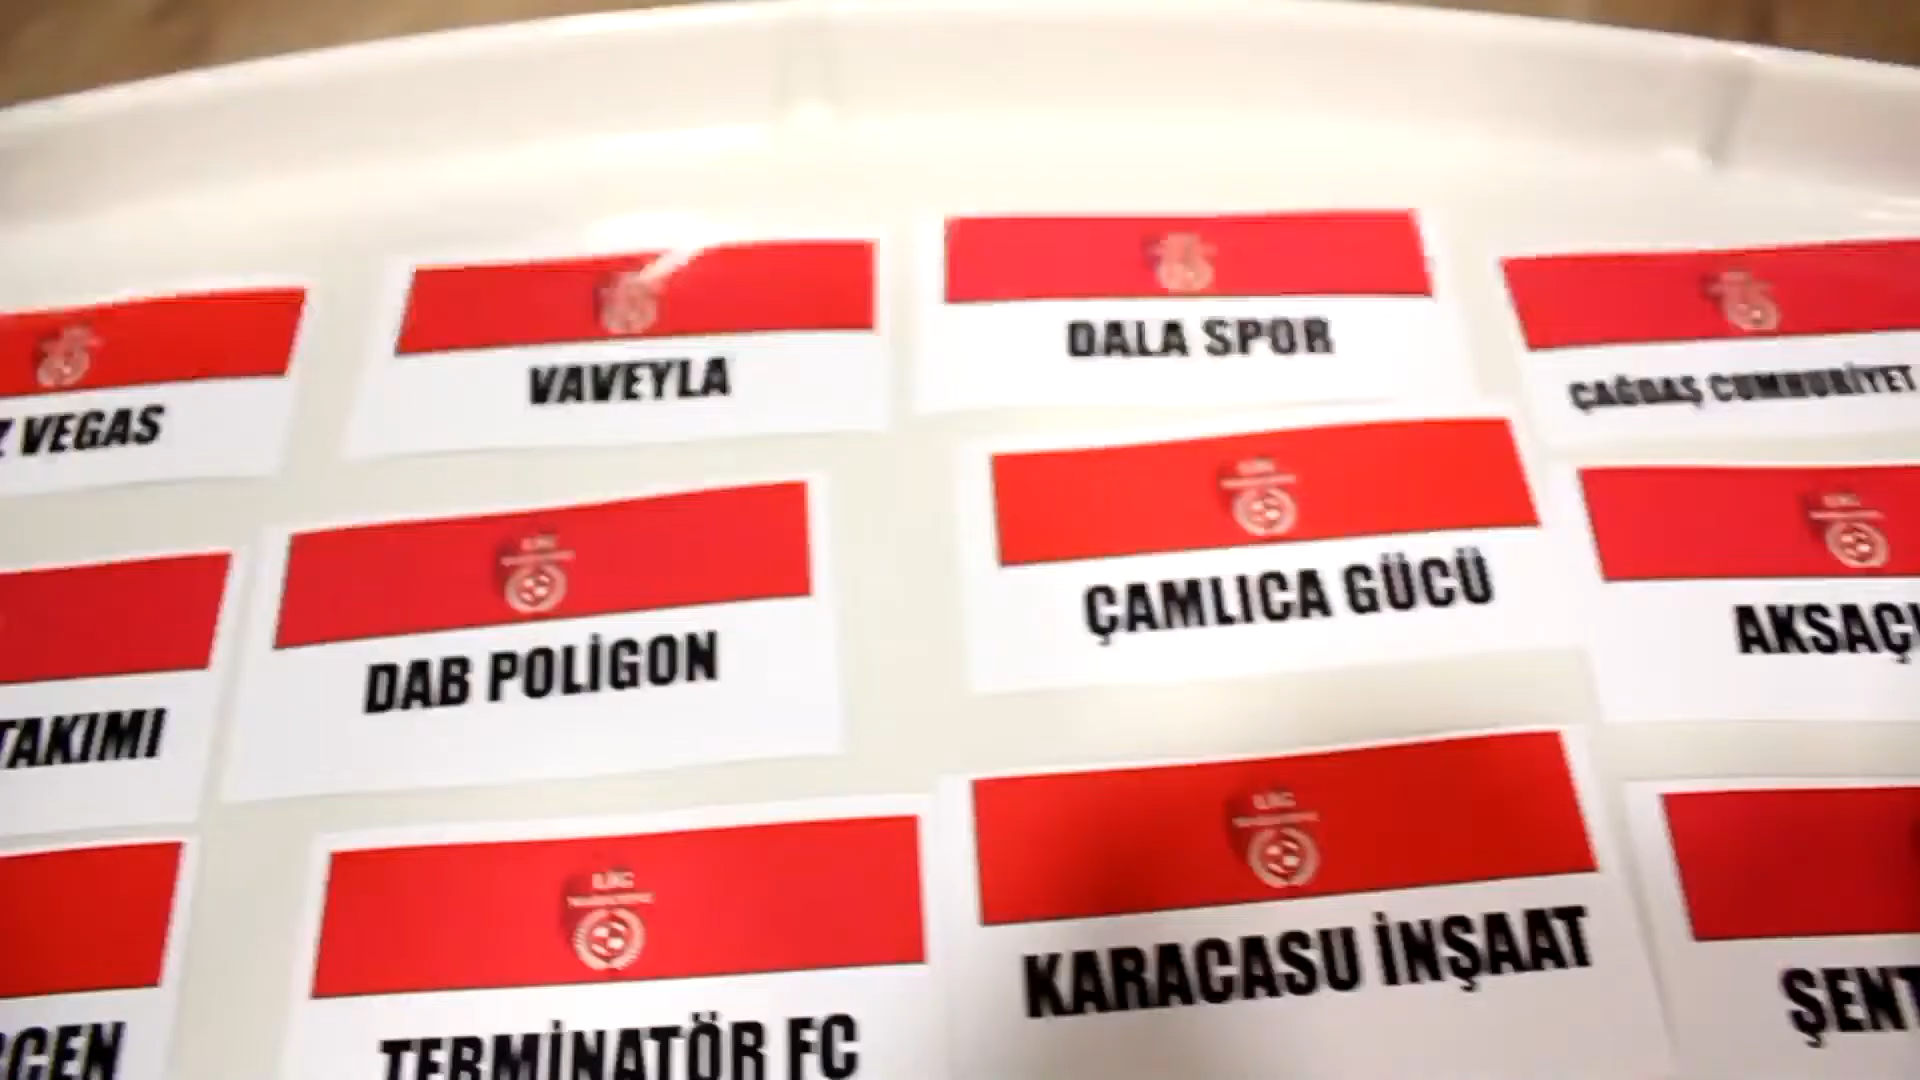 VEGAS
VAVEYLA
DALA SPOR
ÇAĞDAŞ CUMHURİYET
TAKIMI
DAB POLİGON
ÇAMLICA GÜCÜ
TERMİNATÖR FC
KARACASU İNŞAAT